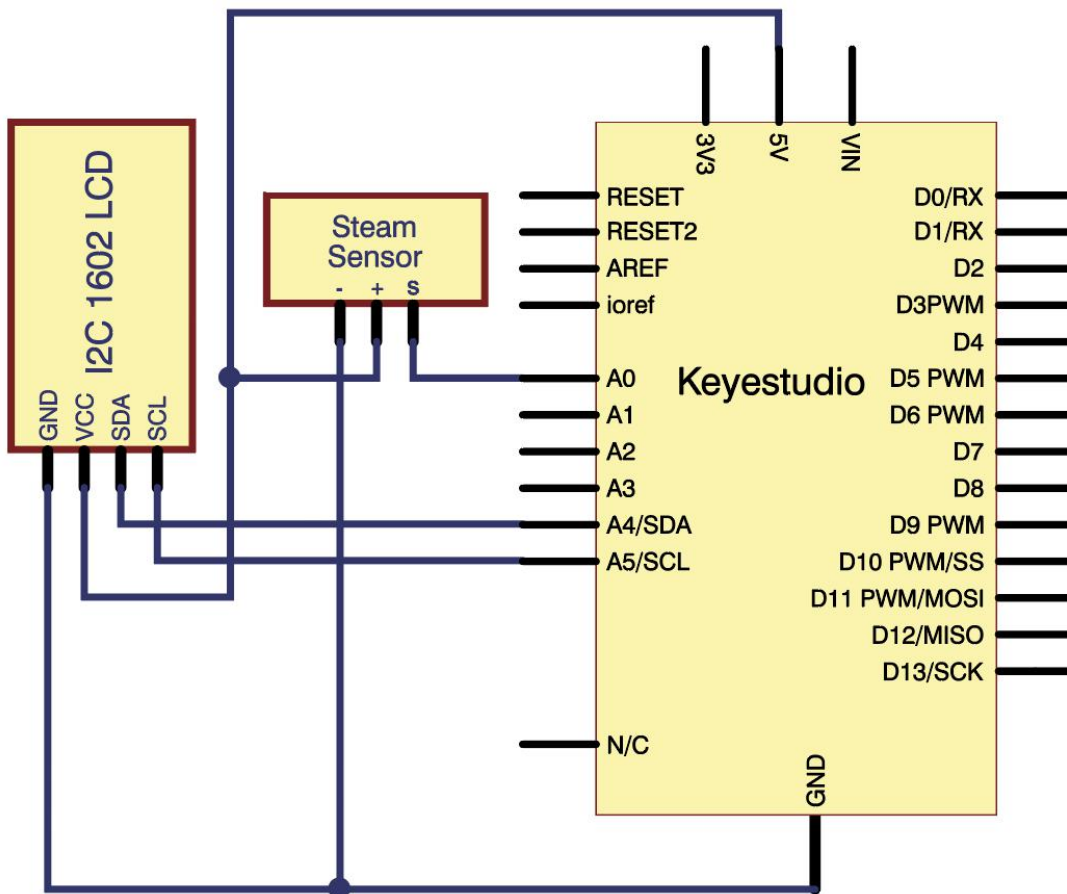 I2C 1602 LCD
GND
VCC
SDA
SCL
Steam
Sensor
-
+
s
3V3
5V
VIN
RESET
RESET2
AREF
ioref
A0
A1
A2
A3
A4/SDA
A5/SCL
N/C
Keyestudio
D0/RX
D1/RX
D2
D3PWM
D4
D5 PWM
D6 PWM
D7
D8
D9 PWM
D10 PWM/SS
D11 PWM/MOSI
D12/MISO
D13/SCK
GND